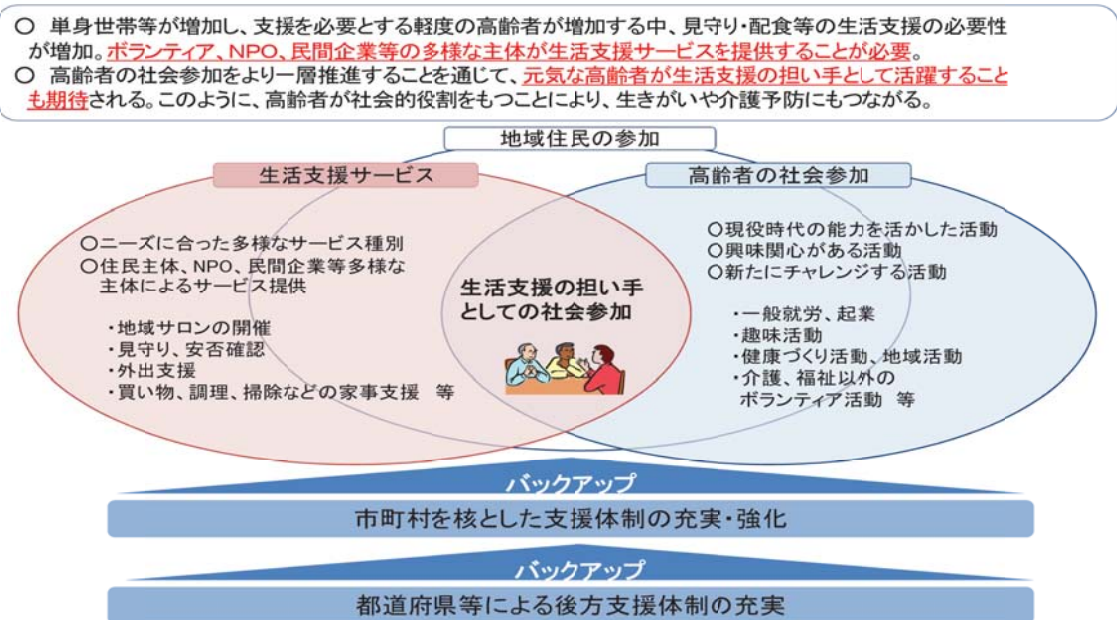 ○ 単身世帯等が増加し、支援を必要とする軽度の高齢者が増加する中、見守り・配食等の生活支援の必要性
が増加。ボランティア、NPO、民間企業等の多様な主体が生活支援サービスを提供することが必要。
○ 高齢者の社会参加をより一層推進することを通じて、元気な高齢者が生活支援の担い手として活躍すること
も期待される。このように、高齢者が社会的役割をもつことにより、生きがいや介護予防にもつながる。
地域住民の参加
生活支援サービス
○ニーズに合った多様なサービス種別
○住民主体、NPO、民間企業等多様な
主体によるサービス提供
・地域サロンの開催
・見守り、安否確認
・外出支援
・買い物、調理、掃除などの家事支援 等
生活支援の担い手
としての社会参加
高齢者の社会参加
○現役時代の能力を活かした活動
○興味関心がある活動
○新たにチャレンジする活動
・一般就労、起業
・趣味活動
・健康づくり活動、地域活動
・介護、福祉以外の
ボランティア活動 等
バックアップ
市町村を核とした支援体制の充実・強化
バックアップ
都道府県等による後方支援体制の充実